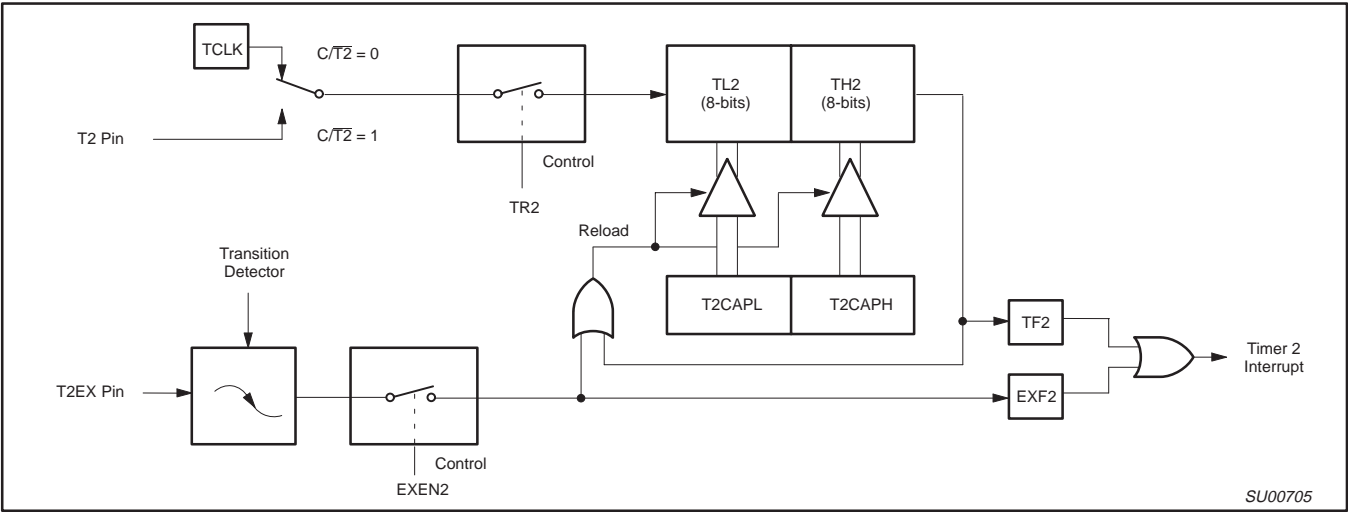 TCLK
C/T2 = 0
T2 Pin
C/T2 = 1
Control
TR2
TL2
(8-bits)
TH2
(8-bits)
Reload
Transition
Detector
T2CAPL
T2CAPH
TF2
Timer 2
Interrupt
T2EX Pin
EXF2
Control
EXEN2
SU00705